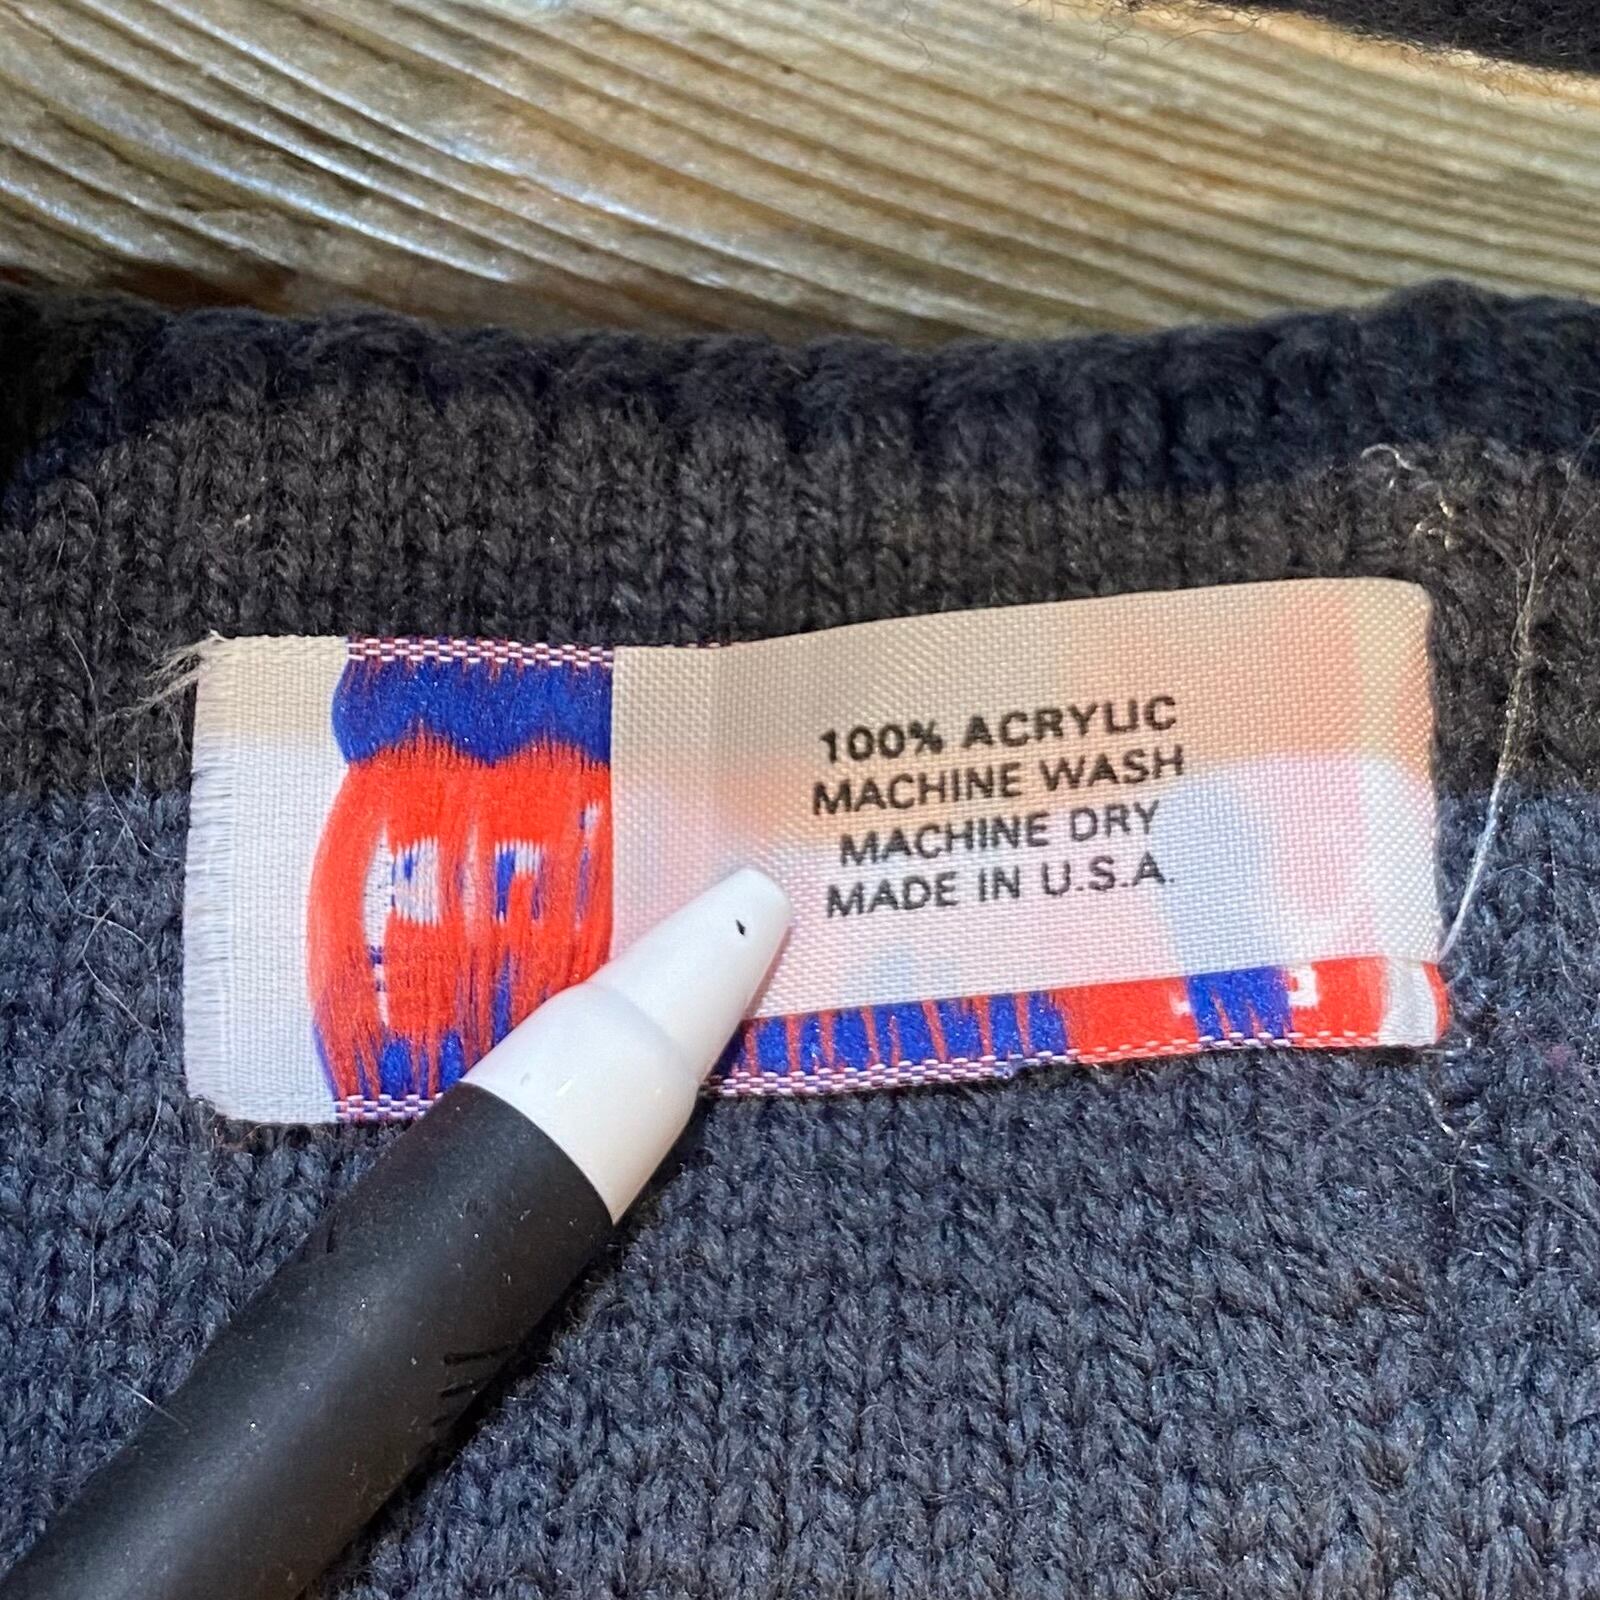 100% ACRYLIC
MACHINE WASH
MACHINE DRY
MADE IN U.S.A.